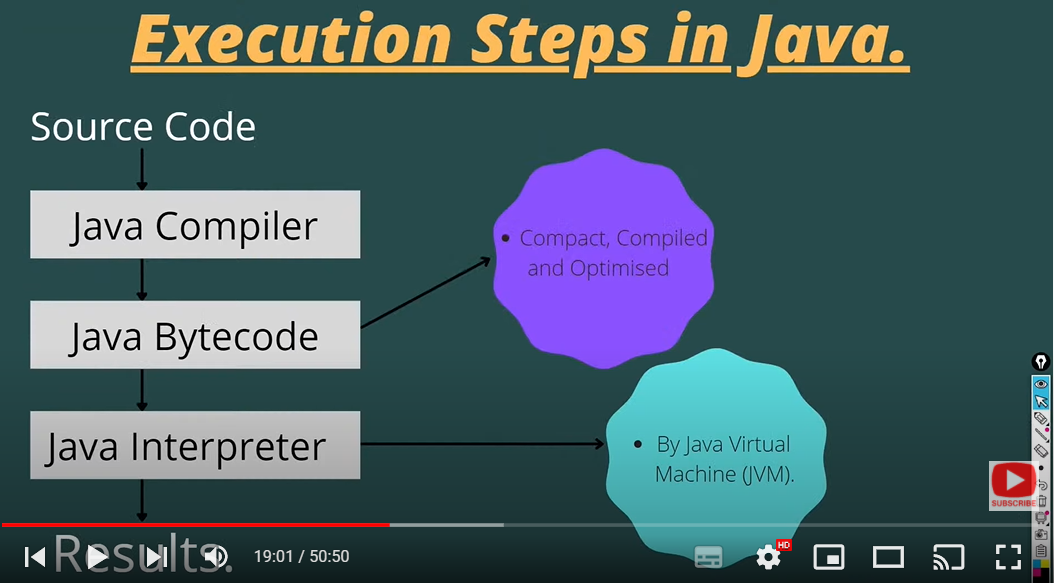 Execution Steps in Java.
Source Code
Java Compiler
• Compact, Compiled
and Optimised
Java Bytecode
Java Interpreter
• By Java Virtual
Machine (JVM).
SUBSCRIBE
Results.
19:01 / 50:50
HD